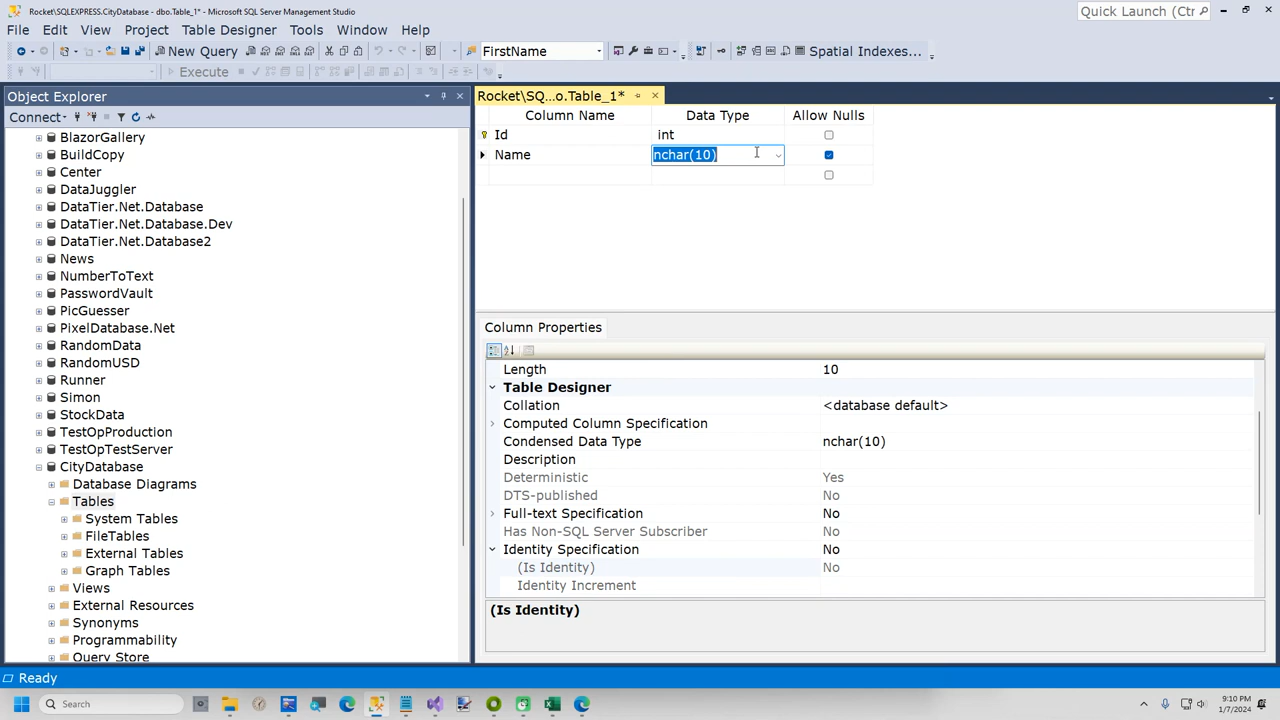 Rocket\SQLEXPRESS.CityDatabase - dbo.Table_1* - Microsoft SQL Server Management Studio
Quick Launch (Ctr
File Edit View Project Table Designer Tools Window Help
New Query FirstName Spatial Indexes...
Execute
Object Explorer
Connect
BlazorGallery
BuildCopy
Center
DataJuggler
DataTier.Net.Database
DataTier.Net.Database.Dev
DataTier.Net.Database2
News
NumberToText
PasswordVault
PicGuesser
PixelDatabase.Net
RandomData
RandomUSD
Runner
Simon
StockData
TestOpProduction
TestOpTestServer
CityDatabase
Database Diagrams
Tables
System Tables
FileTables
External Tables
Graph Tables
Views
External Resources
Synonyms
Programmability
Query Store
Rocket\SQ...o.Table_1*
Column Name Data Type Allow Nulls
Id int
Name nchar(10)
Column Properties
Length 10
Table Designer
Collation <database default>
Computed Column Specification
Condensed Data Type nchar(10)
Description
Deterministic Yes
DTS-published No
Full-text Specification No
Has Non-SQL Server Subscriber No
Identity Specification No
(Is Identity) No
Identity Increment
(Is Identity)
Ready
Search
9:10 PM
1/7/2024